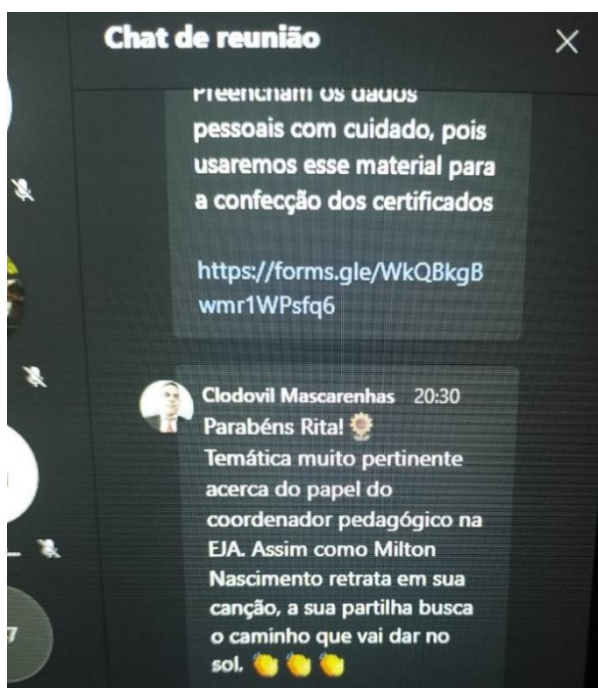 Chat de reunião
Preencham os dados
pessoais com cuidado, pois
usaremos esse material para
a confecção dos certificados
https://forms.gle/WkQBkgB
wmr1WPsfq6
Clodovil Mascarenhas 20:30
Parabéns Rita! 🏵️
Temática muito pertinente
acerca do papel do
coordenador pedagógico na
EJA. Assim como Milton
Nascimento retrata em sua
canção, a sua partilha busca
o caminho que vai dar no
sol. 👏 👏 👏